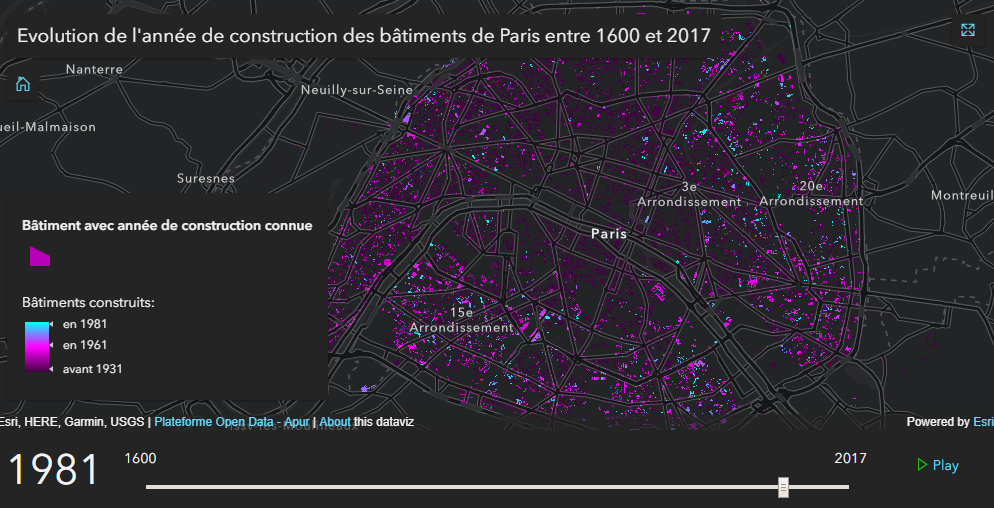 Evolution de l'année de construction des bâtiments de Paris entre 1600 et 2017
Nanterre
Neuilly-sur-Seine
ueil-Malmaison
Suresnes
3e
Arrondissement
20e
Arrondissement
Montreuil
Paris
Bâtiment avec année de construction connue
Bâtiments construits:
en 1981
en 1961
avant 1931
15e
Arrondissement
Esri, HERE, Garmin, USGS | Plateforme Open Data - Apur | About this dataviz
Powered by Esri
1981
1600
2017
Play